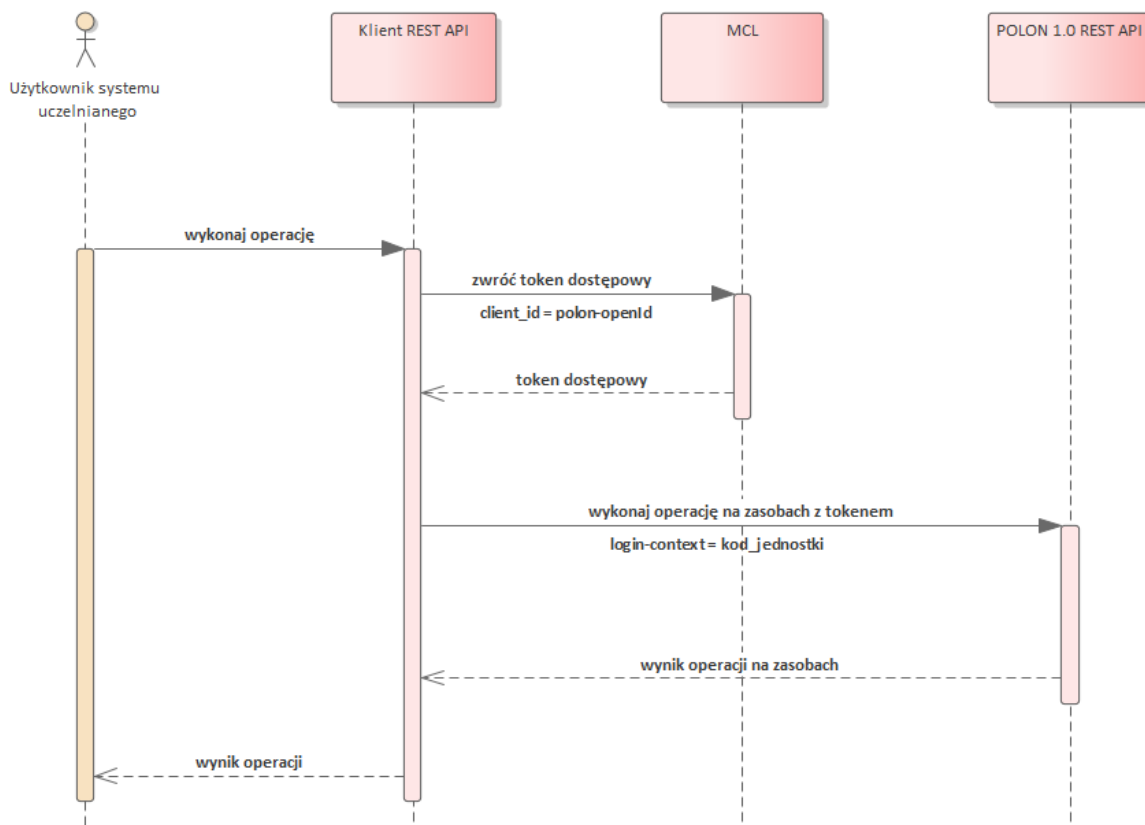 Klient REST API
MCL
POLON 1.0 REST API
Użytkownik systemu
uczelnianego
wykonaj operację
zwróć token dostępowy
client_id = polon-openId
token dostępowy
wykonaj operację na zasobach z tokenem
login-context = kod_jednostki
wynik operacji na zasobach
wynik operacji